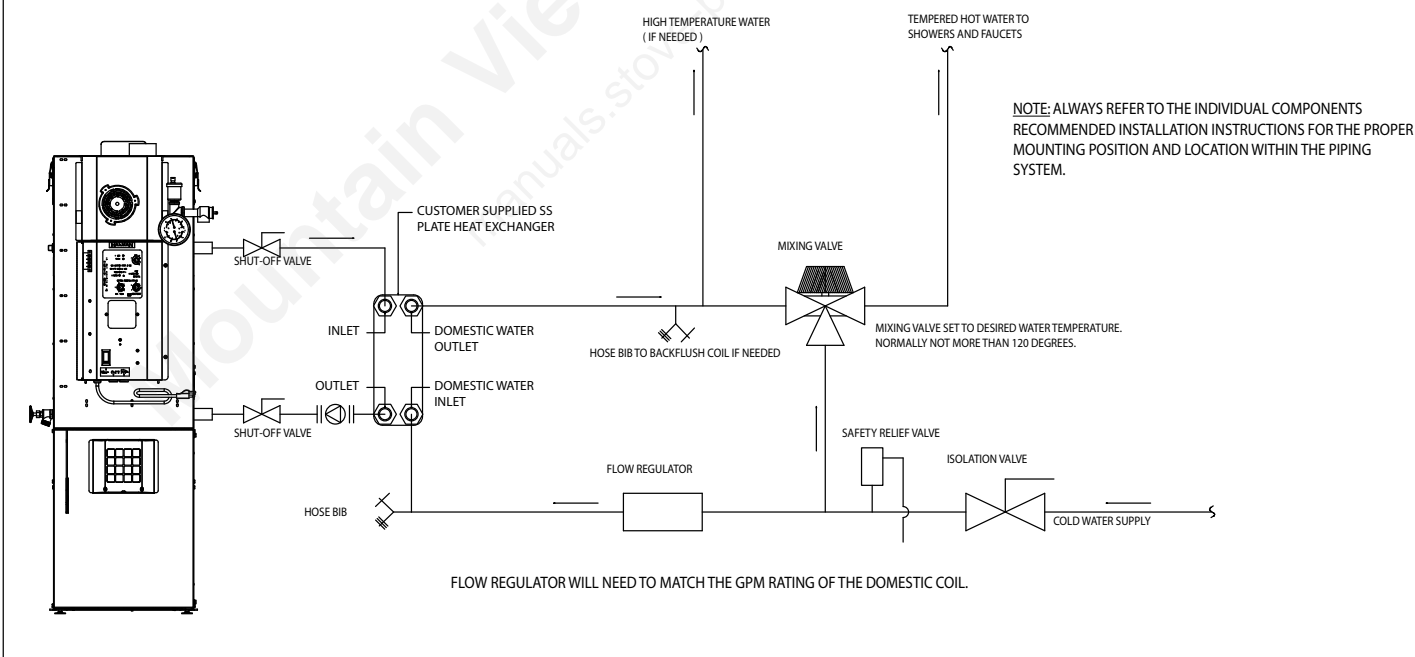 HIGH TEMPERATURE WATER
( IF NEEDED )
TEMPERED HOT WATER TO
SHOWERS AND FAUCETS
NOTE: ALWAYS REFER TO THE INDIVIDUAL COMPONENTS
RECOMMENDED INSTALLATION INSTRUCTIONS FOR THE PROPER
MOUNTING POSITION AND LOCATION WITHIN THE PIPING
SYSTEM.
CUSTOMER SUPPLIED SS
PLATE HEAT EXCHANGER
SHUT-OFF VALVE
MIXING VALVE
INLET
DOMESTIC WATER
OUTLET
MIXING VALVE SET TO DESIRED WATER TEMPERATURE.
NORMALLY NOT MORE THAN 120 DEGREES.
HOSE BIB TO BACKFLUSH COIL IF NEEDED
OUTLET
DOMESTIC WATER
INLET
SHUT-OFF VALVE
SAFETY RELIEF VALVE
ISOLATION VALVE
FLOW REGULATOR
HOSE BIB
COLD WATER SUPPLY
FLOW REGULATOR WILL NEED TO MATCH THE GPM RATING OF THE DOMESTIC COIL.
Mountain Vie
manuals.stove